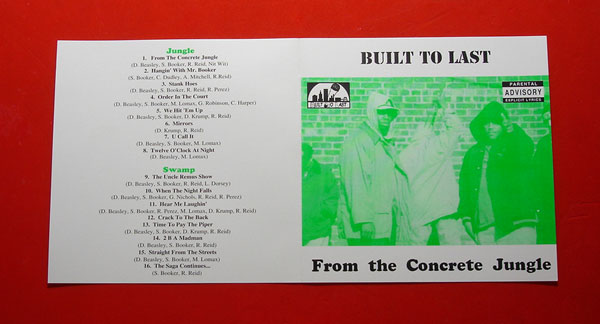 Jungle
1. From The Concrete Jungle
(D. Beasley, S. Booker, R. Reid, Nit Wit)
2. Hangin' With Mr. Booker
(S. Booker, C. Dudley, A. Mitchell, R.Reid)
3. Stank Hoes
(D. Beasley, S. Booker, R. Reid, R. Perez)
4. Order In The Court
(D. Beasley, S. Booker, M. Lomax, G. Robinson, C. Harper)
5. We Hit 'Em Up
(D. Beasley, S. Booker, D. Krump, R. Reid)
6. Mirrors
(D. Krump, R. Reid)
7. U Call It
(D. Beasley, S. Booker, M. Lomax)
8. Twelve O'Clock At Night
(D. Beasley, M. Lomax)
Swamp
9. The Uncle Remus Show
(D. Beasley, S. Booker, R. Reid, L. Dorsey)
10. When The Night Falls
(D. Beasley, S. Booker, G. Nichols, R. Reid, R. Perez)
11. Hear Me Laughin'
(D. Beasley, S. Booker, R. Perez, M. Lomax, D. Krump, R. Reid)
12. Crack To The Back
(D. Beasley, S. Booker, R. Reid)
13. Time To Pay The Piper
(D. Beasley, S. Booker, D. Krump, R. Reid)
14. 2 B A Madman
(D. Beasley, S. Booker, R. Reid)
15. Straight From The Streets
(D. Beasley, S. Booker, M. Lomax)
16. The Saga Continues...
(S. Booker, R. Reid)
BUILT TO LAST
BUILT TO LAST
PARENTAL
ADVISORY
EXPLICIT LYRICS
From the Concrete Jungle